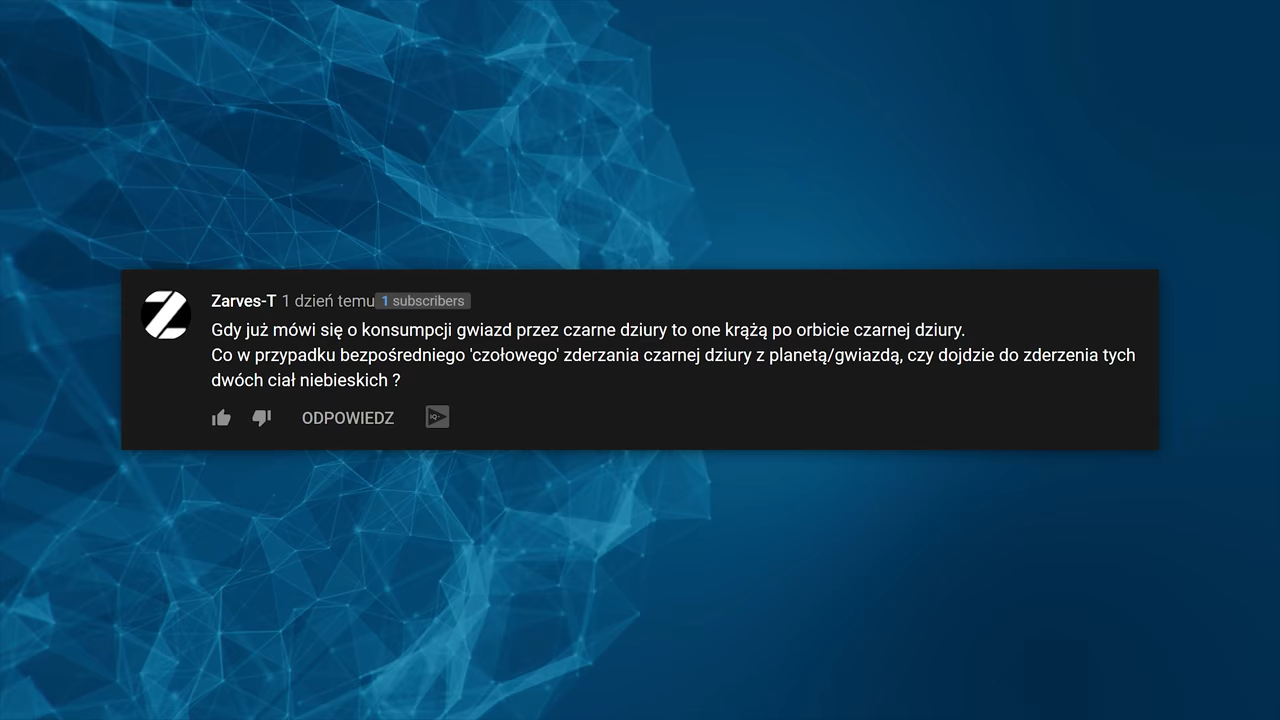 Zarves-T 1 dzień temu 1 subscribers
Gdy już mówi się o konsumpcji gwiazd przez czarne dziury to one krążą po orbicie czarnej dziury.
Co w przypadku bezpośredniego 'czołowego' zderzania czarnej dziury z planetą/gwiazdą, czy dojdzie do zderzenia tych
dwóch ciał niebieskich ?
ODPOWIEDZ IQ+